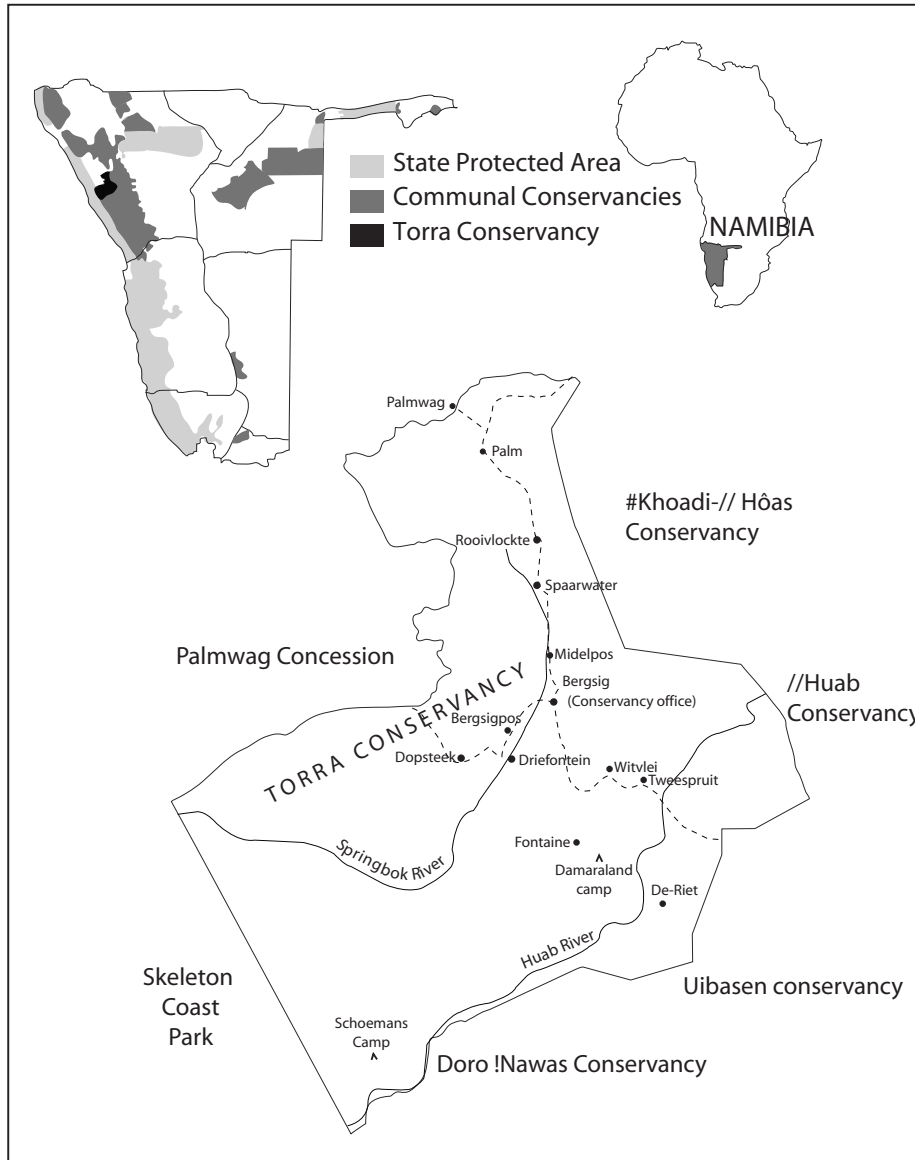 State Protected Area
Communal Conservancies
Torra Conservancy
NAMIBIA
Palmwag
Palm
#Khoadi-// Hôas
Conservancy
Rooivlockte
Spaarwater
Palmwag Concession
Midelpos
Bergsig
(Conservancy office)
//Huab
Conservancy
TORRA CONSERVANCY
Bergsigpos
Dopsteek
Driefontein
Witvlei
Tweespruit
Springbok River
Fontaine
Damaraland
camp
De-Riet
Huab River
Skeleton
Coast
Park
Uibasen conservancy
Schoemans
Camp
Doro !Nawas Conservancy